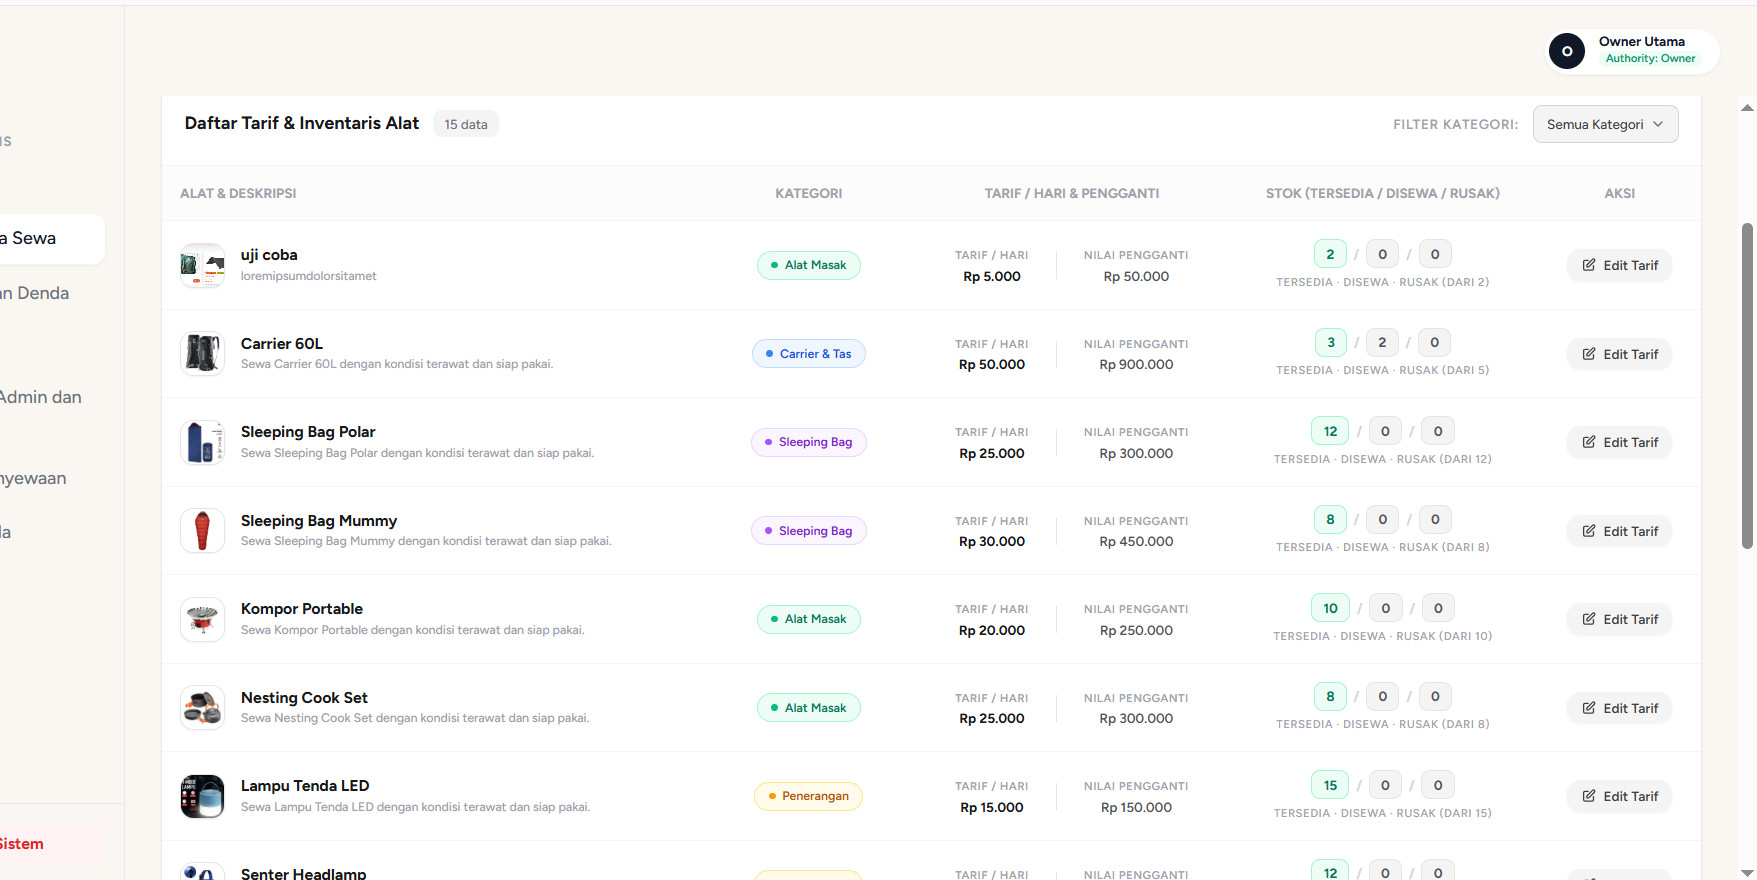 O
Owner Utama
Authority: Owner
a Sewa
an Denda
Admin dan
nyewaan
la
Sistem
Daftar Tarif & Inventaris Alat 15 data
FILTER KATEGORI: Semua Kategori
ALAT & DESKRIPSI KATEGORI TARIF / HARI & PENGGANTI STOK (TERSEDIA / DISEWA / RUSAK) AKSI
uji coba
loremipsumdolorsitamet
Alat Masak
TARIF / HARI NILAI PENGGANTI
Rp 5.000 Rp 50.000
2 / 0 / 0
TERSEDIA · DISEWA · RUSAK (DARI 2)
Edit Tarif
Carrier 60L
Sewa Carrier 60L dengan kondisi terawat dan siap pakai.
Carrier & Tas
TARIF / HARI NILAI PENGGANTI
Rp 50.000 Rp 900.000
3 / 2 / 0
TERSEDIA · DISEWA · RUSAK (DARI 5)
Edit Tarif
Sleeping Bag Polar
Sewa Sleeping Bag Polar dengan kondisi terawat dan siap pakai.
Sleeping Bag
TARIF / HARI NILAI PENGGANTI
Rp 25.000 Rp 300.000
12 / 0 / 0
TERSEDIA · DISEWA · RUSAK (DARI 12)
Edit Tarif
Sleeping Bag Mummy
Sewa Sleeping Bag Mummy dengan kondisi terawat dan siap pakai.
Sleeping Bag
TARIF / HARI NILAI PENGGANTI
Rp 30.000 Rp 450.000
8 / 0 / 0
TERSEDIA · DISEWA · RUSAK (DARI 8)
Edit Tarif
Kompor Portable
Sewa Kompor Portable dengan kondisi terawat dan siap pakai.
Alat Masak
TARIF / HARI NILAI PENGGANTI
Rp 20.000 Rp 250.000
10 / 0 / 0
TERSEDIA · DISEWA · RUSAK (DARI 10)
Edit Tarif
Nesting Cook Set
Sewa Nesting Cook Set dengan kondisi terawat dan siap pakai.
Alat Masak
TARIF / HARI NILAI PENGGANTI
Rp 25.000 Rp 300.000
8 / 0 / 0
TERSEDIA · DISEWA · RUSAK (DARI 8)
Edit Tarif
Lampu Tenda LED
Sewa Lampu Tenda LED dengan kondisi terawat dan siap pakai.
Penerangan
TARIF / HARI NILAI PENGGANTI
Rp 15.000 Rp 150.000
15 / 0 / 0
TERSEDIA · DISEWA · RUSAK (DARI 15)
Edit Tarif
Senter Headlamp
TARIF / HARI NILAI PENGGANTI
12 / 0 / 0